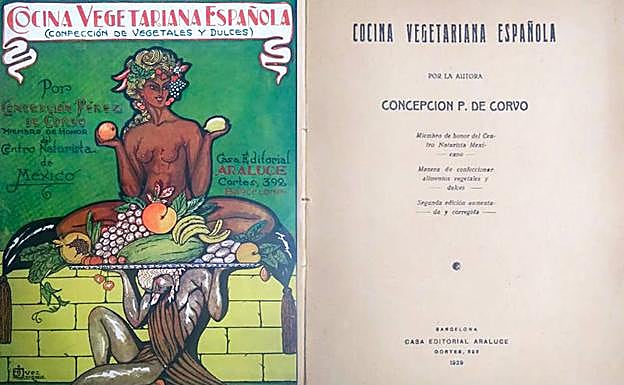 COCINA VEGETARIANA ESPAÑOLA
(CONFECCIÓN DE VEGETALES Y DULCES)
Por
CONCEPCIÓN PÉREZ
DE CORVO
MIEMBRO DE HONOR
del
Centro Naturista
de
MÉXICO
Casa Editorial
ARALUCE
Cortes, 392
BARCELONA
COCINA VEGETARIANA ESPAÑOLA
POR LA AUTORA
CONCEPCION P. DE CORVO
Miembro de honor del Cen-
tro Naturista Mexi-
cano
Manera de confeccionar
alimentos vegetales y
dulces
Segunda edición aumenta-
da y corregida
BARCELONA
CASA EDITORIAL ARALUCE
CORTES, 392
1929